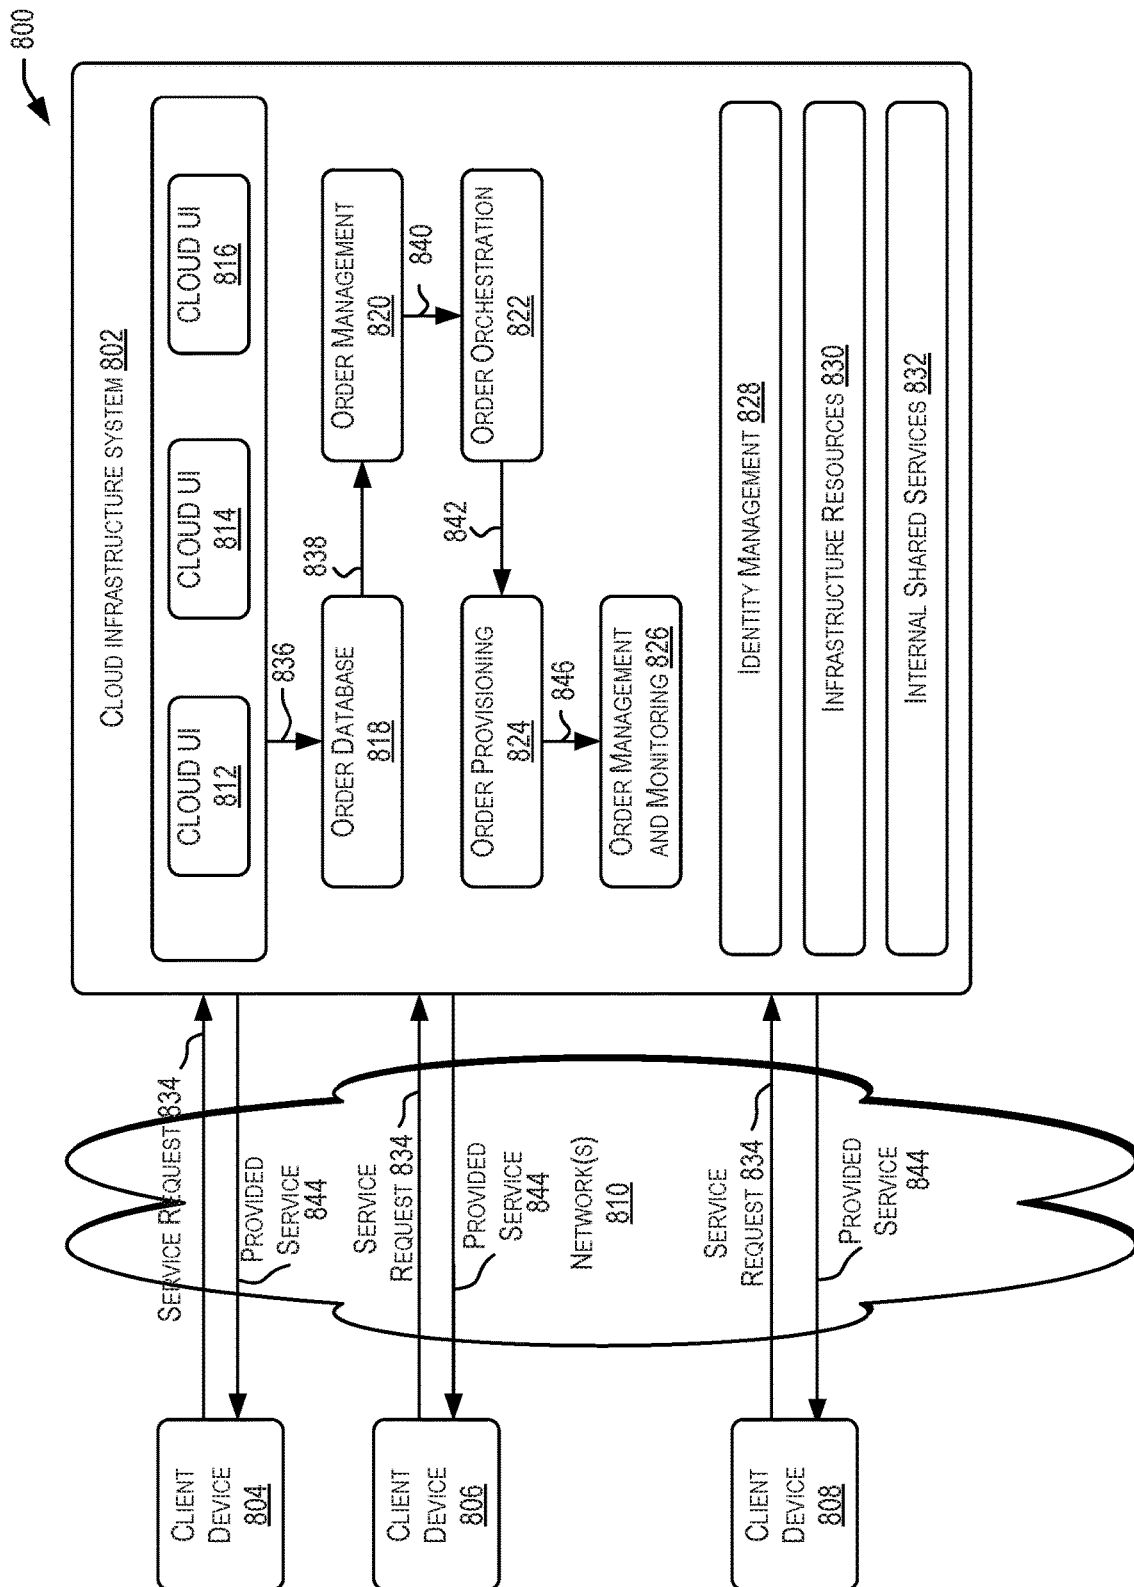 800
CLOUD INFRASTRUCTURE SYSTEM 802
CLOUD UI
812
CLOUD UI
814
CLOUD UI
816
836
ORDER DATABASE
818
838
ORDER MANAGEMENT
820
840
ORDER ORCHESTRATION
822
842
ORDER PROVISIONING
824
846
ORDER MANAGEMENT
AND MONITORING 826
IDENTITY MANAGEMENT 828
INFRASTRUCTURE RESOURCES 830
INTERNAL SHARED SERVICES 832
SERVICE REQUEST 834
PROVIDED
SERVICE
844
SERVICE
REQUEST 834
PROVIDED
SERVICE
844
NETWORK(S)
810
SERVICE
REQUEST 834
PROVIDED
SERVICE
844
CLIENT
DEVICE
804
CLIENT
DEVICE
806
CLIENT
DEVICE
808